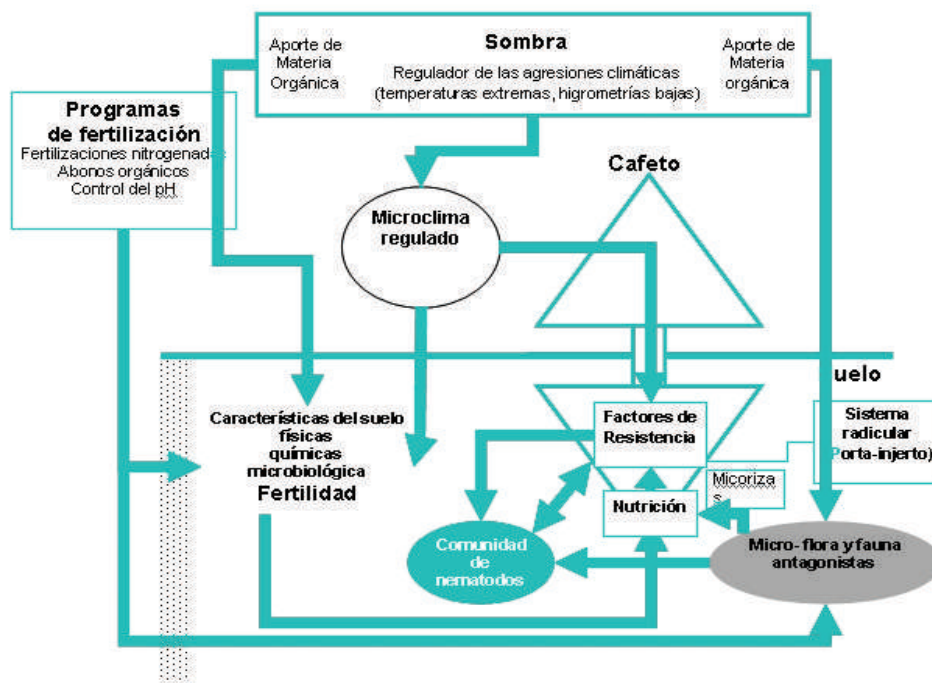 Aporte de
Materia
Orgánica
Sombra
Regulador de las agresiones climáticas
(temperaturas extremas, higrometrías bajas)
Aporte de
Materia
orgánica
Programas
de fertilización
Fertilizaciones nitrogenadas
Abonos orgánicos
Control del pH
Cafeto
Microclima
regulado
uelo
Características del suelo
físicas
químicas
microbiológica
Fertilidad
Factores de
Resistencia
Sistema
radicular
(Porta-injerto)
Micorizas
Nutrición
Comunidad
de
nematodos
Micro- flora y fauna
antagonistas